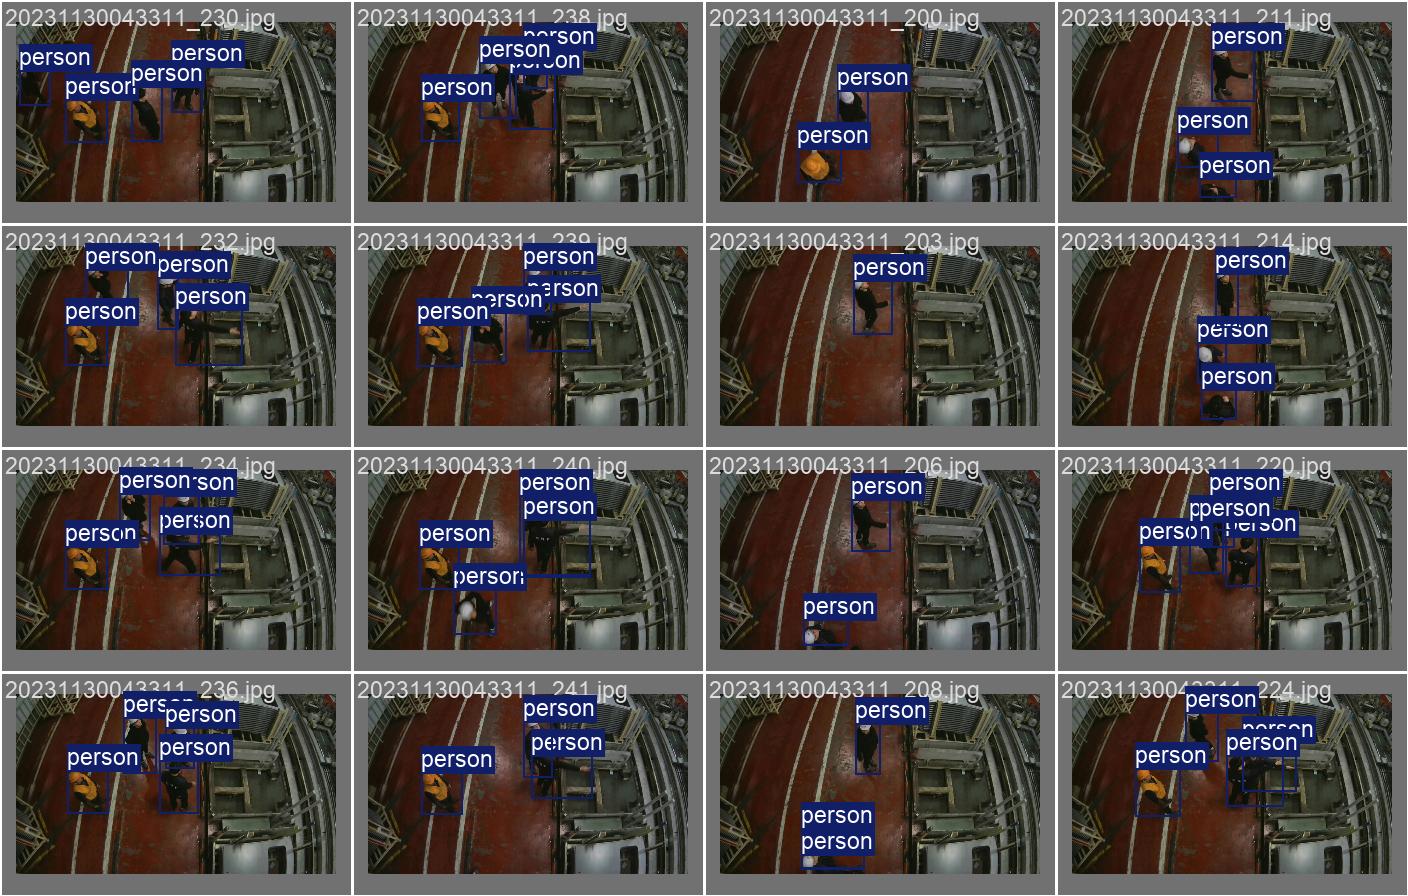 20231130043311_230.jpg
person
person
person
person
20231130043311_238.jpg
person
person
person
person
20231130043311_200.jpg
person
person
20231130043311_211.jpg
person
person
person
20231130043311_232.jpg
person
person
person
person
20231130043311_239.jpg
person
person
person
person
20231130043311_203.jpg
person
20231130043311_214.jpg
person
person
person
20231130043311_234.jpg
person
person
person
person
20231130043311_240.jpg
person
person
person
person
20231130043311_206.jpg
person
person
20231130043311_220.jpg
person
person
person
person
20231130043311_236.jpg
person
person
person
person
20231130043311_241.jpg
person
person
person
20231130043311_208.jpg
person
person
person
20231130043311_224.jpg
person
person
person
person